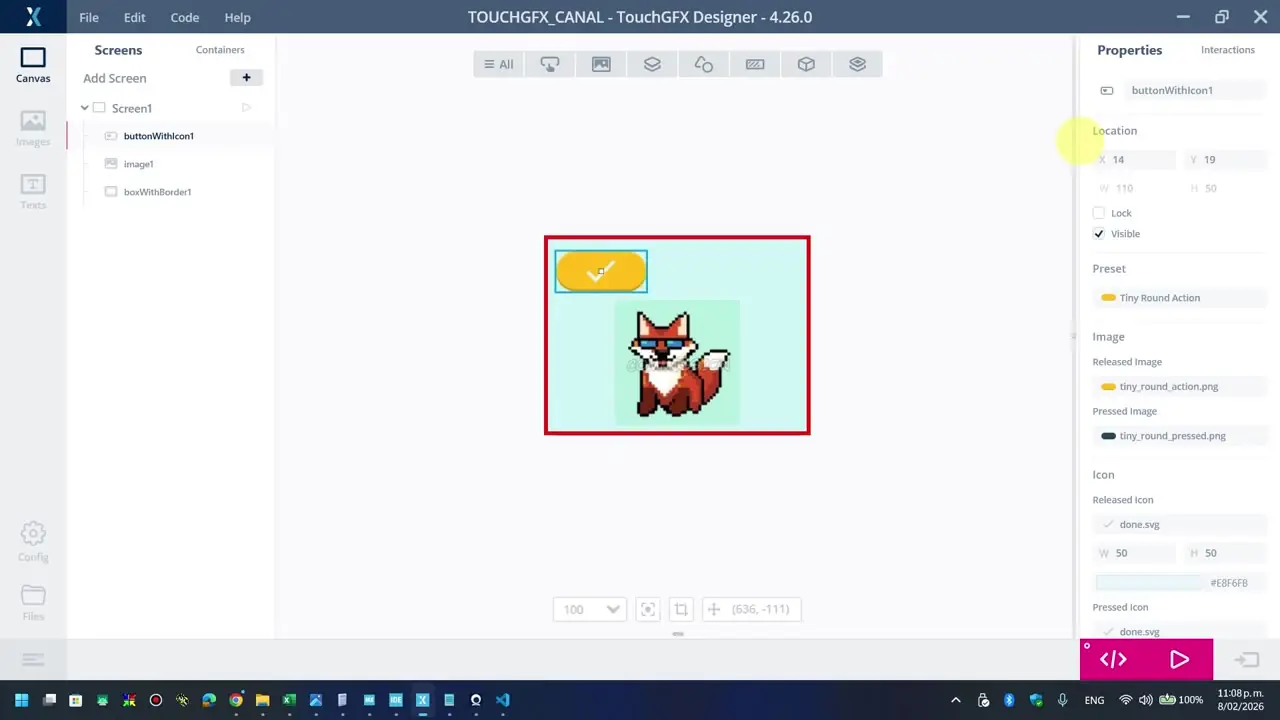 File Edit Code Help
TOUCHGFX_CANAL - TouchGFX Designer - 4.26.0
Canvas
Images
Texts
Config
Files
Screens Containers
Add Screen +
Screen1
buttonWithIcon1
image1
boxWithBorder1
All
100
(636, -111)
Properties Interactions
buttonWithIcon1
Location
X 14 Y 19
W 110 H 50
Lock
Visible
Preset
Tiny Round Action
Image
Released Image
tiny_round_action.png
Pressed Image
tiny_round_pressed.png
Icon
Released Icon
done.svg
W 50 H 50
#E8F6FB
Pressed Icon
done.svg
ENG
100%
11:08 p.m.
8/02/2026